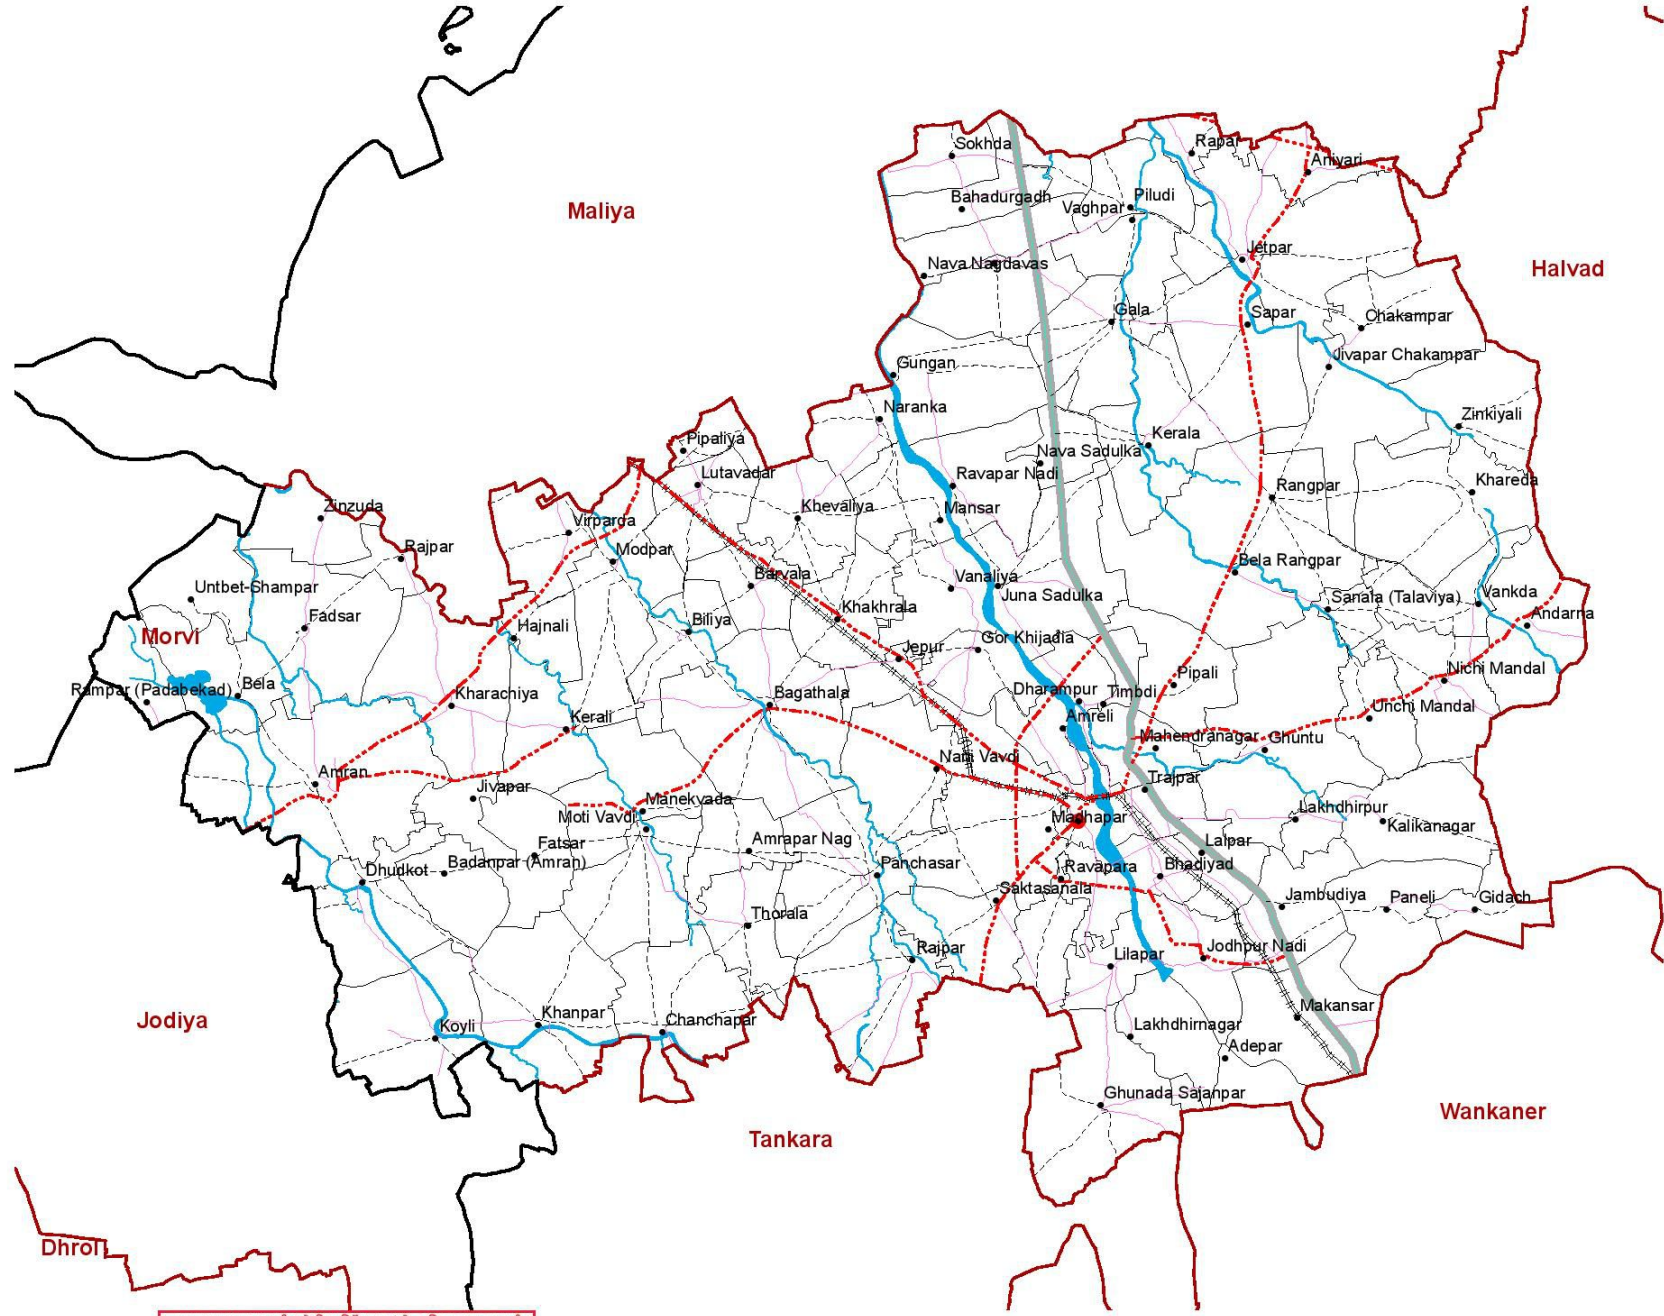 Sokhda
Rapar
Anivari
Bahadurgadh
Vaghpar
Piludi
Maliya
Jetpar
Nava Nagdavas
Halvad
Gala
Sapar
Chakampar
Jivapar Chakampar
Gungan
Naranka
Zinkiyali
Pipaliya
Kerala
Nava Sadulka
Lutavadar
Ravapar Nadi
Rangpar
Khareda
Zinzuda
Khevaliya
Mansar
Virparda
Rajpar
Modpar
Bela Rangpar
Barvala
Vanaliya
Untbet-Shampar
Juna Sadulka
Sanala (Talaviya)
Vankda
Fadsar
Khakhrala
Andarna
Hajnali
Biliya
Morvi
Gor Khijadia
Jepur
Nichi Mandal
Pipali
Rampar (Padabekad)
Bela
Kharachiya
Bagathala
Dharampur
Timbdi
Unchi Mandal
Kerali
Amreli
Mahendranagar
Ghuntu
Nani Vavdi
Amran
Trajpar
Jivapar
Manekvada
Lakhdhirpur
Moti Vavdi
Madhapar
Kalikanagar
Fatsar
Amrapar Nag
Lalpar
Badanpar (Amran)
Dhudkot
Panchasar
Ravapara
Bhadiyad
Saktasanala
Jambudiya
Paneli
Gidach
Thorala
Rajpar
Lilapar
Jodhpur Nadi
Makansar
Jodiya
Koyli
Khanpar
Chanchapar
Lakhdhirnagar
Adepar
Ghunada Sajanpar
Wankaner
Tankara
Dhrol